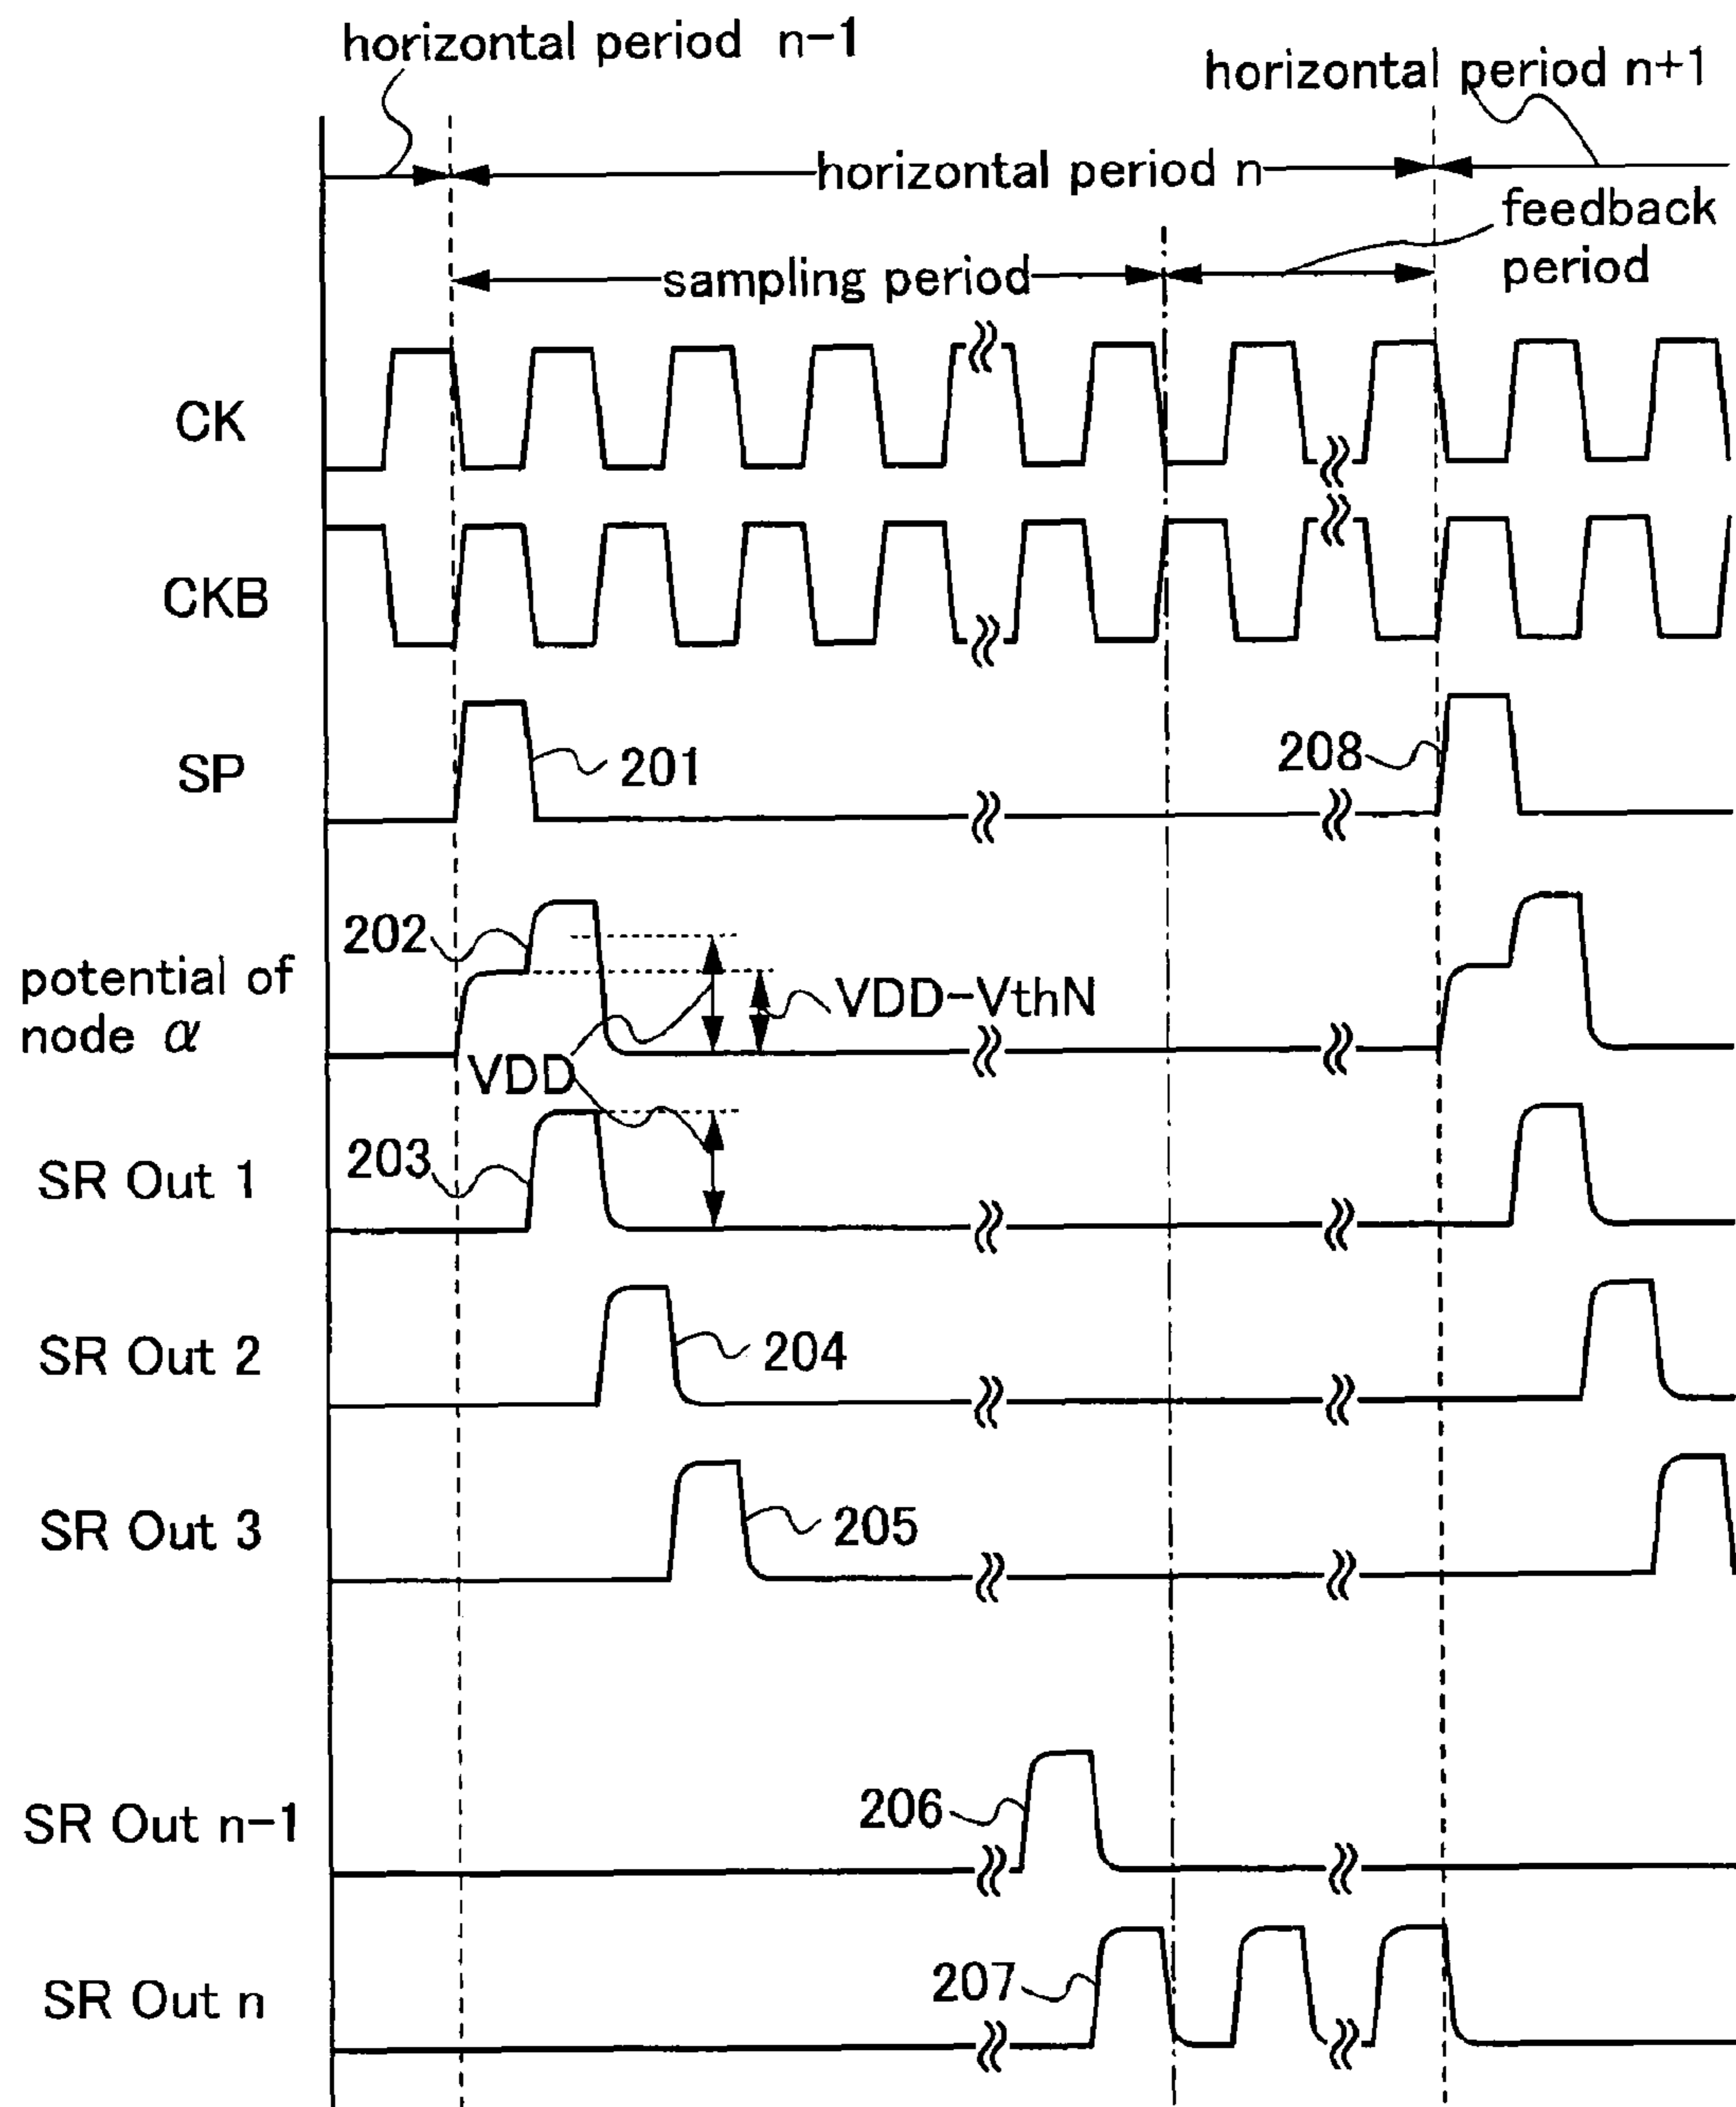 horizontal period n-1
horizontal period n+1
horizontal period n
feedback
period
sampling period
CK
CKB
SP
201
208
202
potential of
node α
VDD-VthN
VDD
203
SR Out 1
SR Out 2
204
SR Out 3
205
SR Out n-1
206
SR Out n
207